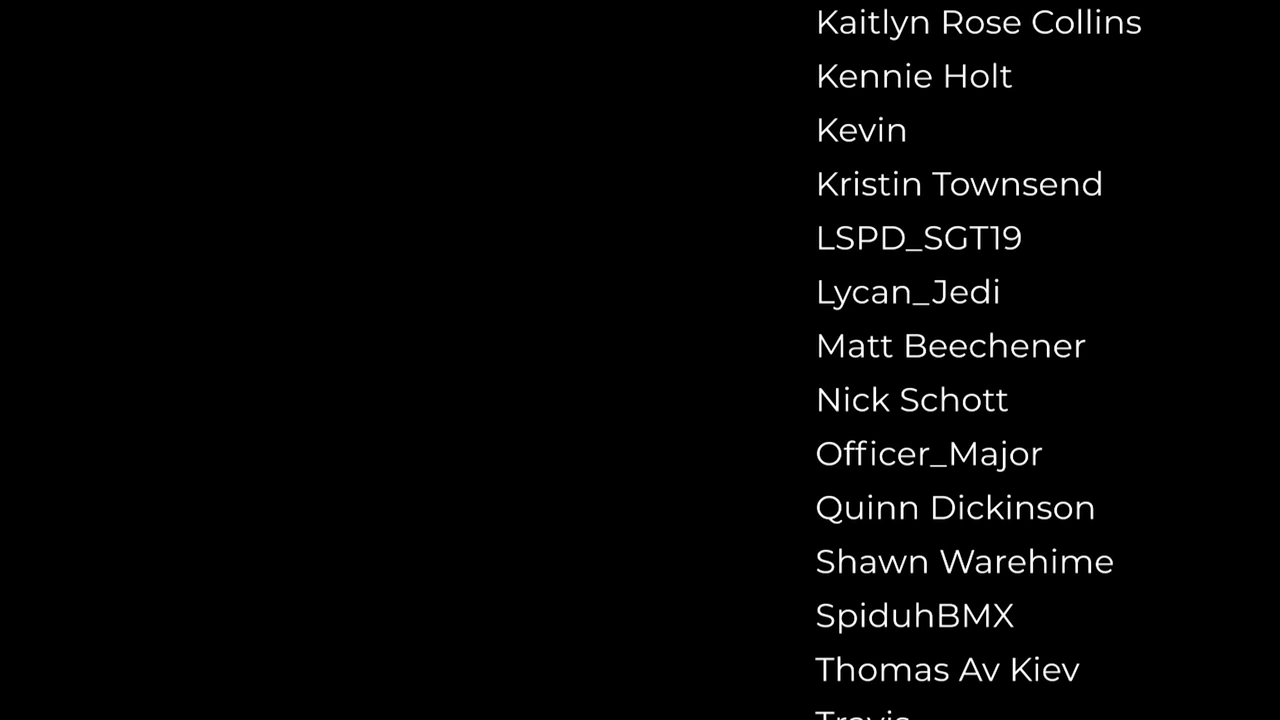 Kaitlyn Rose Collins
Kennie Holt
Kevin
Kristin Townsend
LSPD_SGT19
Lycan_Jedi
Matt Beechener
Nick Schott
Officer_Major
Quinn Dickinson
Shawn Warehime
SpiduhBMX
Thomas Av Kiev